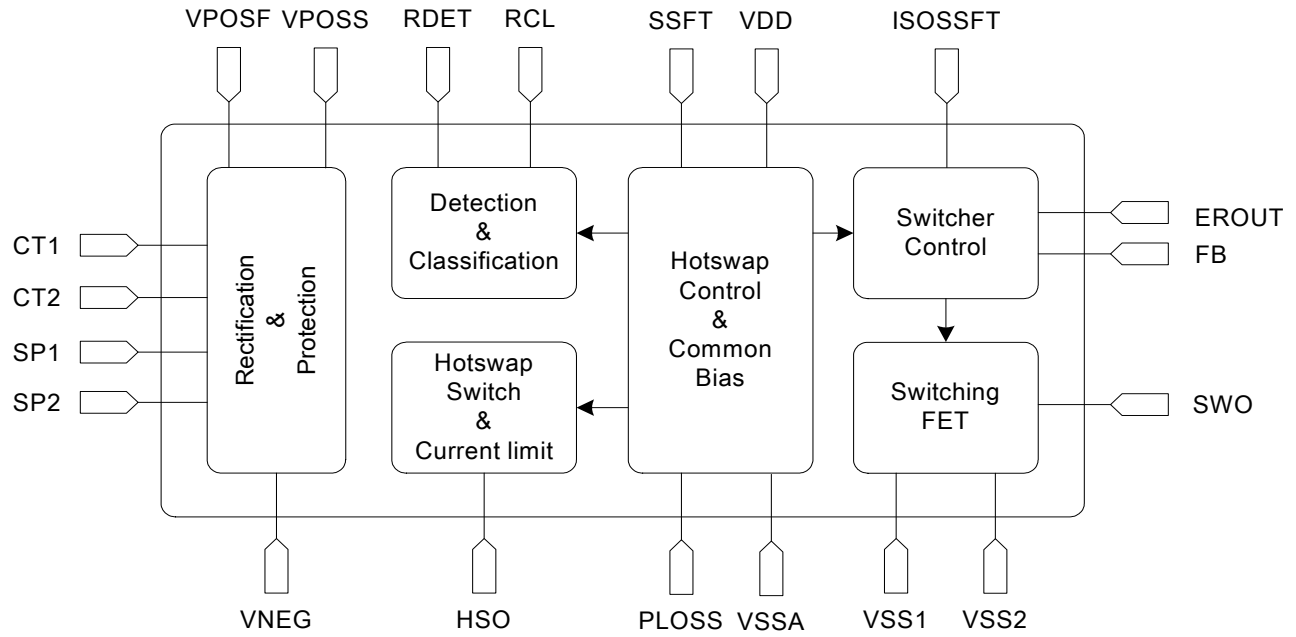 VPOSF
VPOSS
RDET
RCL
SSFT
VDD
ISOSSFT
CT1
CT2
SP1
SP2
Rectification
&
Protection
Detection
&
Classification
Hotswap
Switch
&
Current limit
Hotswap
Control
&
Common
Bias
Switcher
Control
Switching
FET
EROUT
FB
SWO
VNEG
HSO
PLOSS
VSSA
VSS1
VSS2